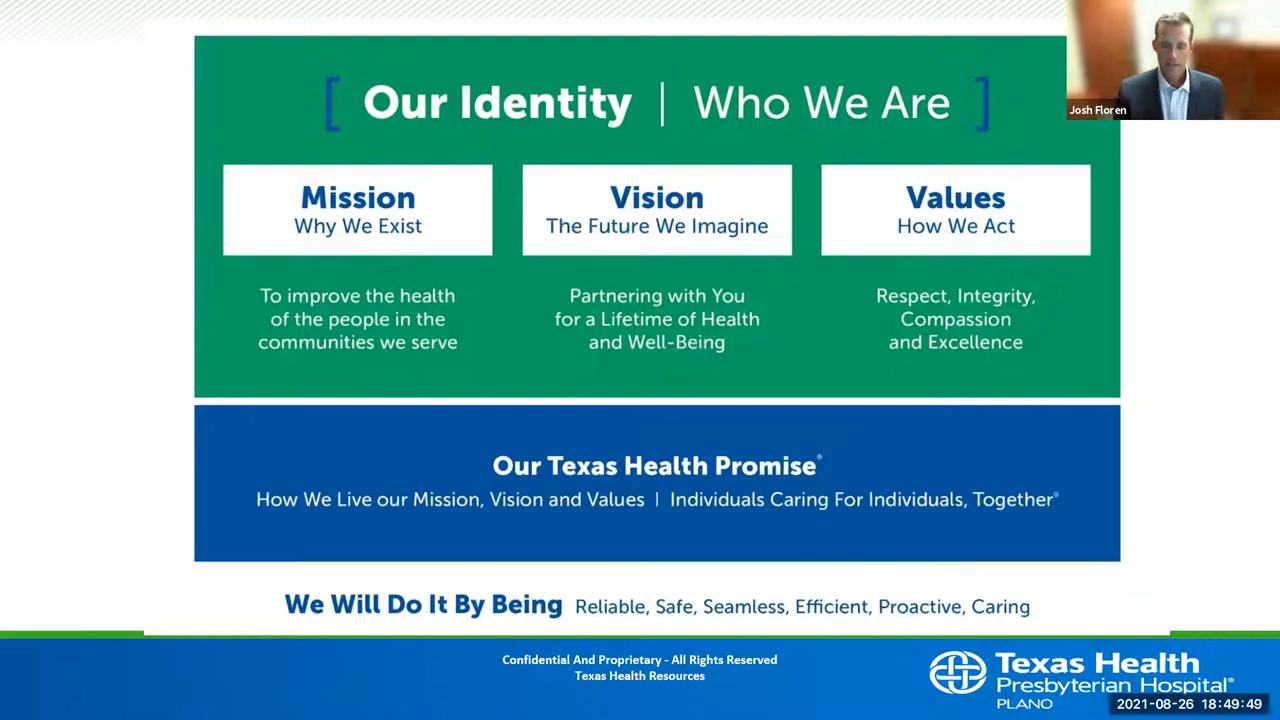 [ Our Identity | Who We Are ]
Josh Floren
Mission
Why We Exist
To improve the health
of the people in the
communities we serve
Vision
The Future We Imagine
Partnering with You
for a Lifetime of Health
and Well-Being
Values
How We Act
Respect, Integrity,
Compassion
and Excellence
Our Texas Health Promise®
How We Live our Mission, Vision and Values | Individuals Caring For Individuals, Together®
We Will Do It By Being Reliable, Safe, Seamless, Efficient, Proactive, Caring
Confidential And Proprietary - All Rights Reserved
Texas Health Resources
Texas Health
Presbyterian Hospital®
PLANO
2021-08-26 18:49:49